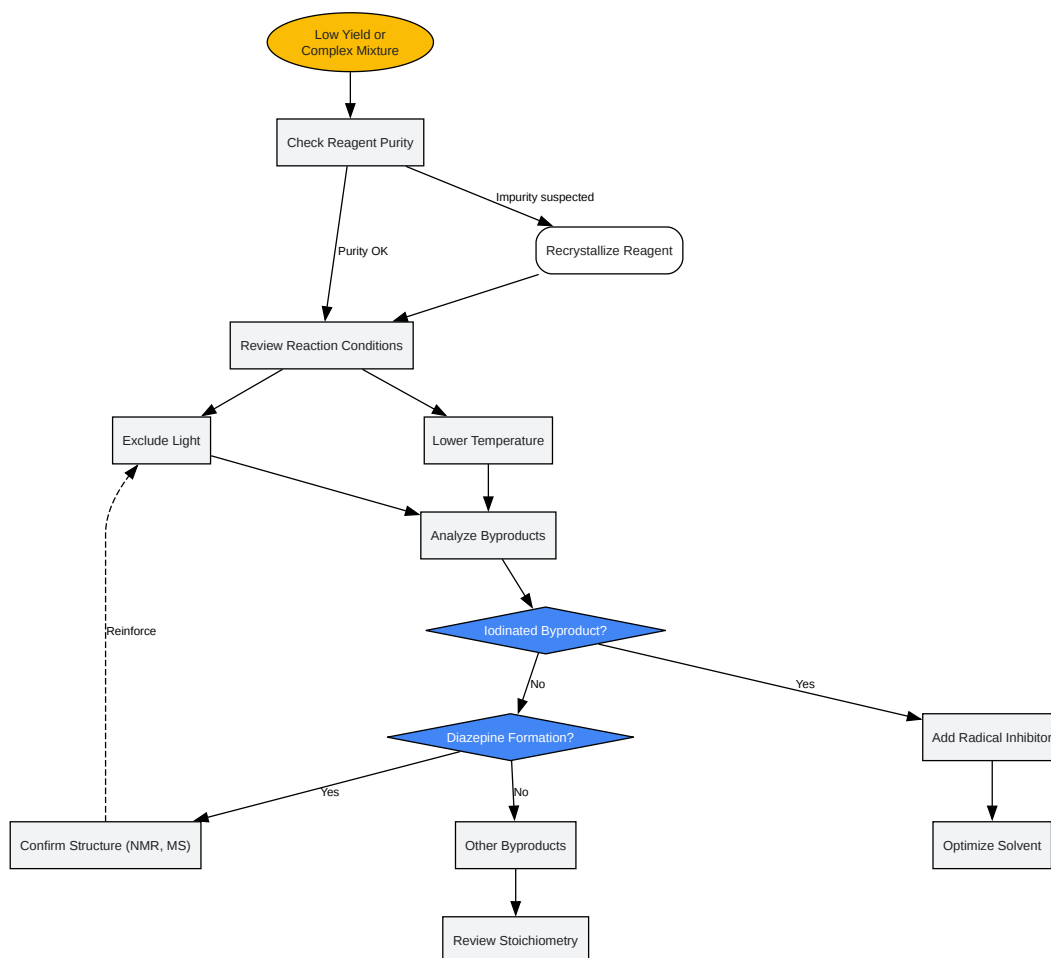 Low Yield or
Complex Mixture
Check Reagent Purity
Impurity suspected
Purity OK
Recrystallize Reagent
Review Reaction Conditions
Exclude Light
Lower Temperature
Analyze Byproducts
Reinforce
Iodinated Byproduct?
No
Yes
Diazepine Formation?
Add Radical Inhibitor
Yes
No
Confirm Structure (NMR, MS)
Other Byproducts
Optimize Solvent
Review Stoichiometry